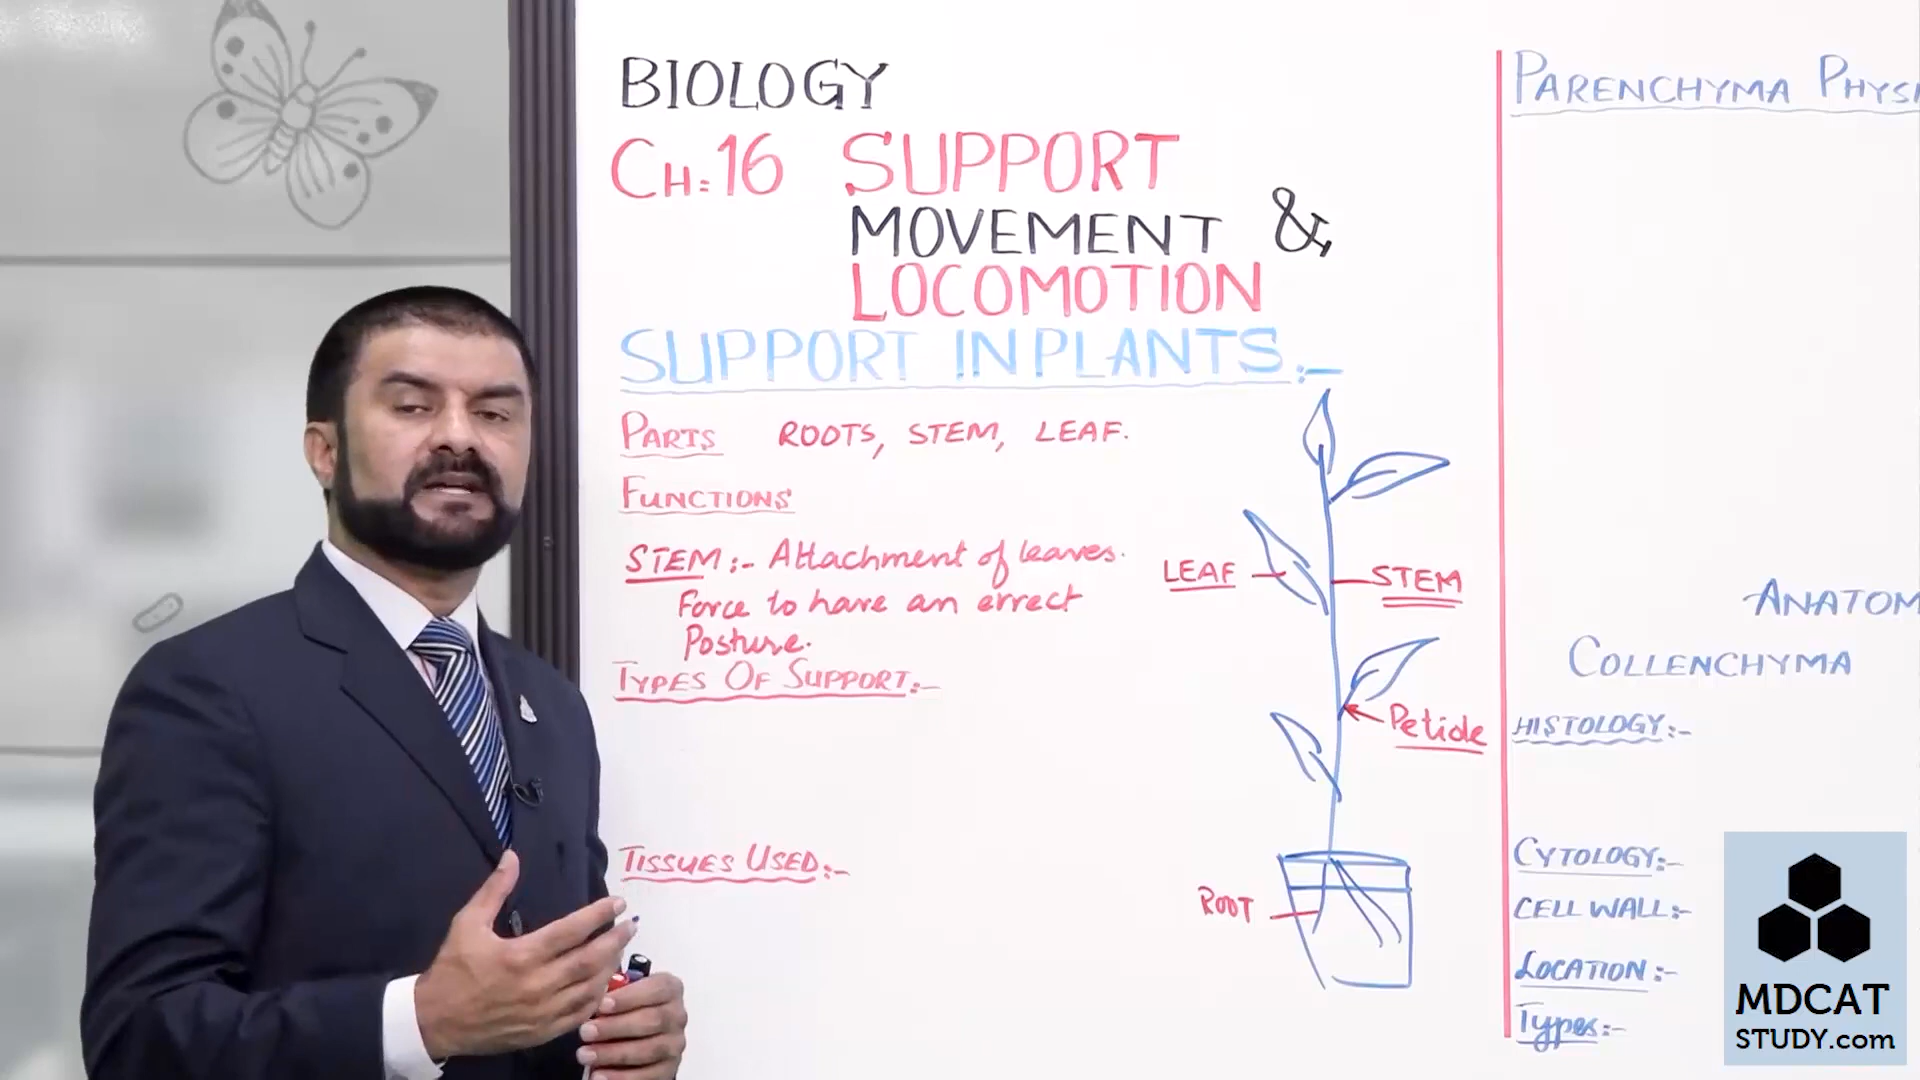 BIOLOGY
CH:16 SUPPORT
MOVEMENT &
LOCOMOTION
SUPPORT IN PLANTS:-
PARTS ROOTS, STEM, LEAF.
FUNCTIONS
STEM:- Attachment of leaves.
Force to have an errect
Posture.
TYPES OF SUPPORT:-
TISSUES USED:-
LEAF
STEM
Petiole
ROOT
PARENCHYMA PHYSI
ANATOM
COLLENCHYMA
HISTOLOGY:-
CYTOLOGY:-
CELL WALL:-
LOCATION:-
Types:-
MDCAT
STUDY.com